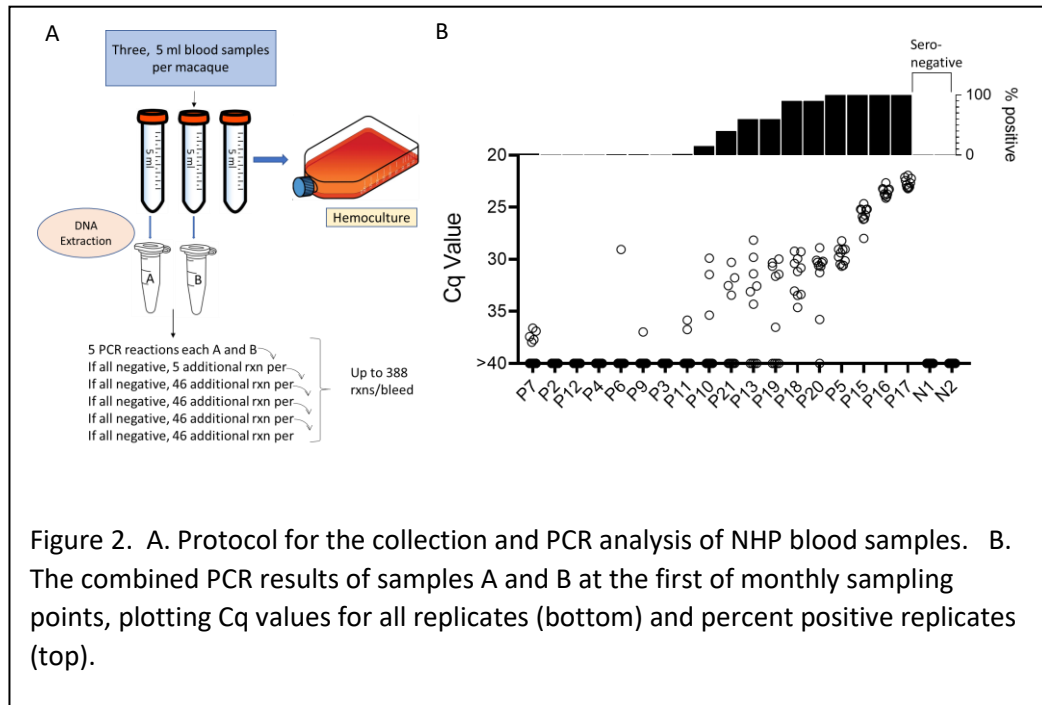 A
Three, 5 ml blood samples
per macaque
5 ml
5 ml
5 ml
Hemoculture
DNA
Extraction
A
B
5 PCR reactions each A and B
If all negative, 5 additional rxn per
If all negative, 46 additional rxn per
If all negative, 46 additional rxn per
If all negative, 46 additional rxn per
If all negative, 46 additional rxn per
Up to 388
rxns/bleed
B
Sero-
negative
100
0
% positive
Cq Value
20
25
30
35
>40
P7
P2
P12
P4
P6
P9
P3
P11
P10
P21
P13
P19
P18
P20
P5
P15
P16
P17
N1
N2
Figure 2.  A. Protocol for the collection and PCR analysis of NHP blood samples.   B.
The combined PCR results of samples A and B at the first of monthly sampling
points, plotting Cq values for all replicates (bottom) and percent positive replicates
(top).